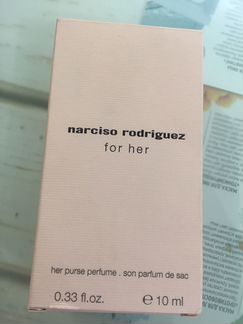 narciso rodriguez
for her
her purse perfume . son parfum de sac
0.33 fl.oz. e 10 ml